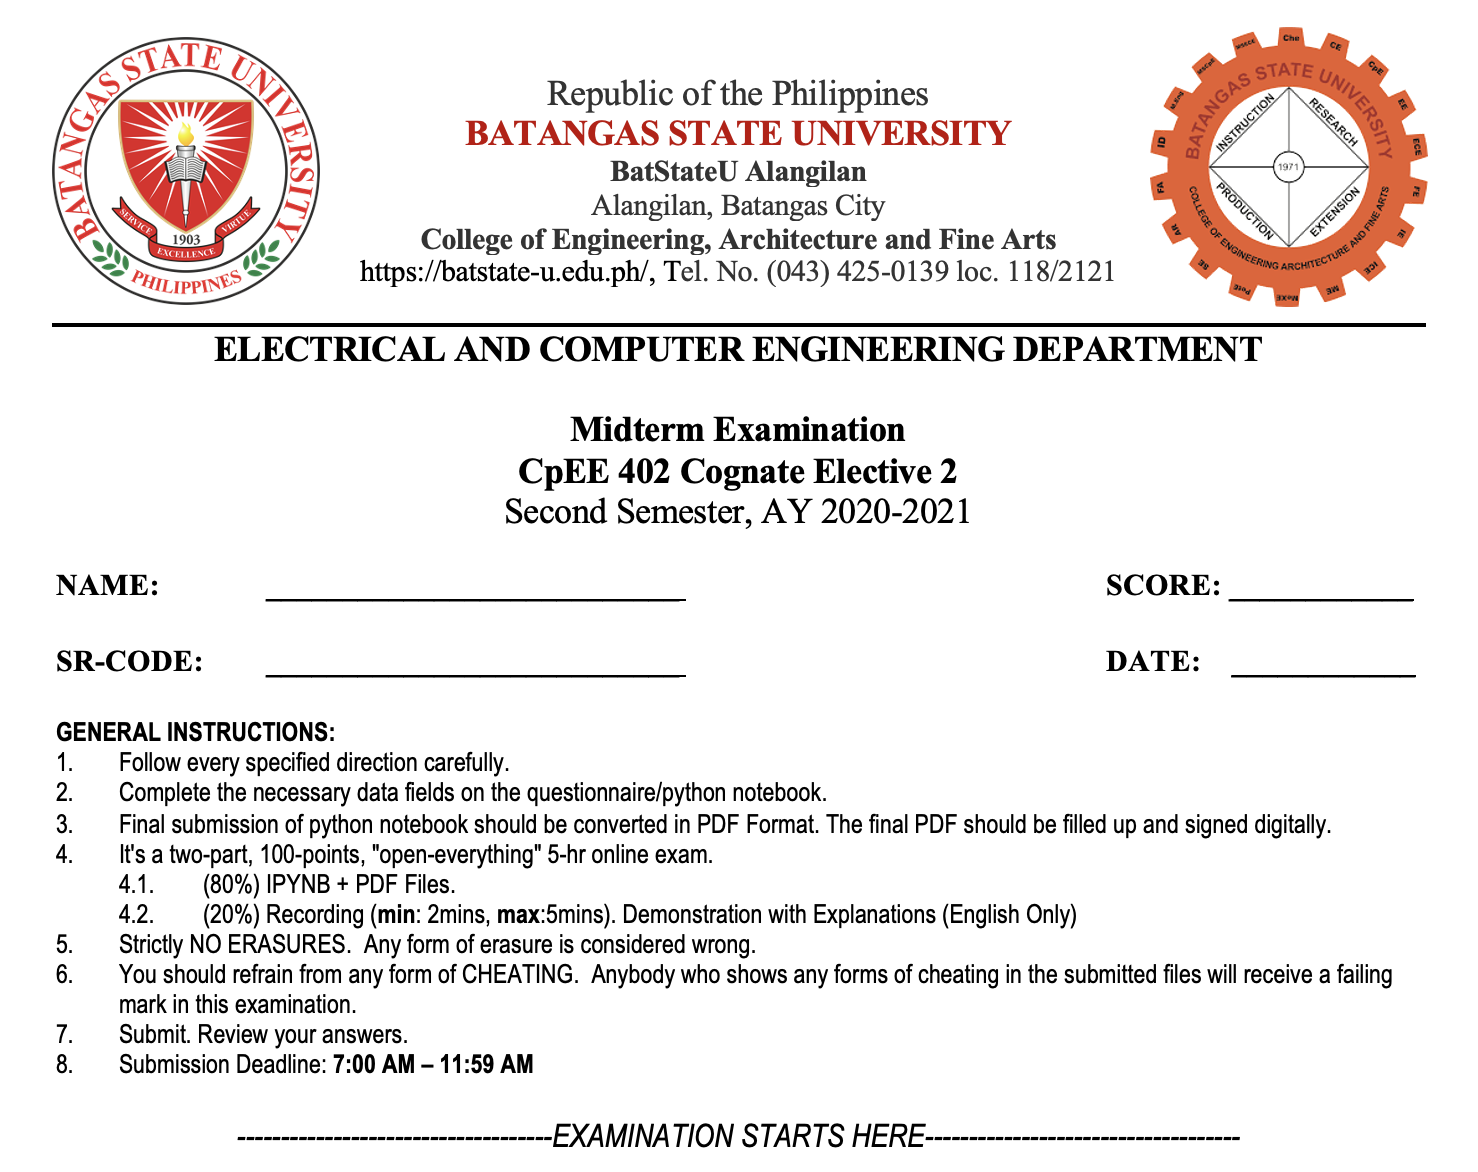 BATANGAS STATE UNIVERSITY
SERVICE
EXCELLENCE
VIRTUE
1903
PHILIPPINES
Republic of the Philippines
BATANGAS STATE UNIVERSITY
BatStateU Alangilan
Alangilan, Batangas City
College of Engineering, Architecture and Fine Arts
https://batstate-u.edu.ph/, Tel. No. (043) 425-0139 loc. 118/2121
BATANGAS STATE UNIVERSITY
COLLEGE OF ENGINEERING ARCHITECTURE AND FINE ARTS
INSTRUCTION
RESEARCH
PRODUCTION
EXTENSION
1971
Che
CE
CpE
EE
ECE
FE
IE
ICE
ME
MeXE
PetE
SE
AR
FA
ID
MSCpE
MSECE
ELECTRICAL AND COMPUTER ENGINEERING DEPARTMENT
Midterm Examination
CpEE 402 Cognate Elective 2
Second Semester, AY 2020-2021
NAME: ____________________________ SCORE: ____________
SR-CODE: ____________________________ DATE: ____________
GENERAL INSTRUCTIONS:
1. Follow every specified direction carefully.
2. Complete the necessary data fields on the questionnaire/python notebook.
3. Final submission of python notebook should be converted in PDF Format. The final PDF should be filled up and signed digitally.
4. It's a two-part, 100-points, "open-everything" 5-hr online exam.
4.1. (80%) IPYNB + PDF Files.
4.2. (20%) Recording (min: 2mins, max:5mins). Demonstration with Explanations (English Only)
5. Strictly NO ERASURES. Any form of erasure is considered wrong.
6. You should refrain from any form of CHEATING. Anybody who shows any forms of cheating in the submitted files will receive a failing
mark in this examination.
7. Submit. Review your answers.
8. Submission Deadline: 7:00 AM – 11:59 AM
------------------------------------EXAMINATION STARTS HERE------------------------------------